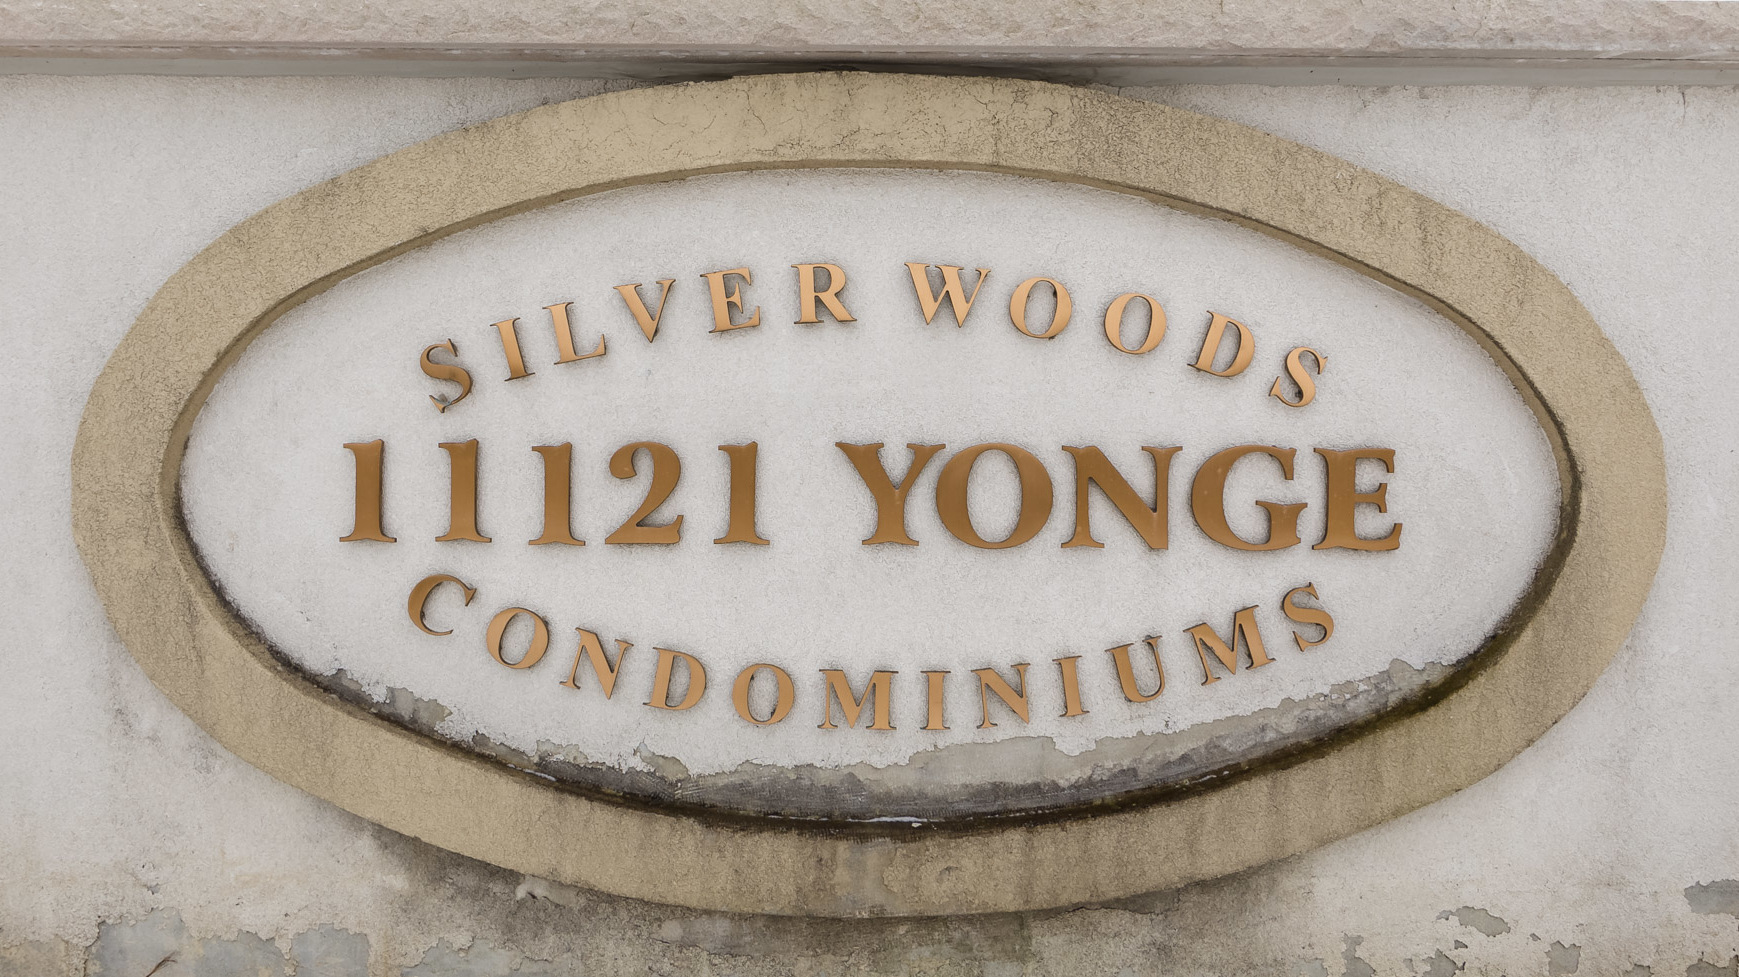 SILVER WOODS
11121 YONGE
CONDOMINIUMS